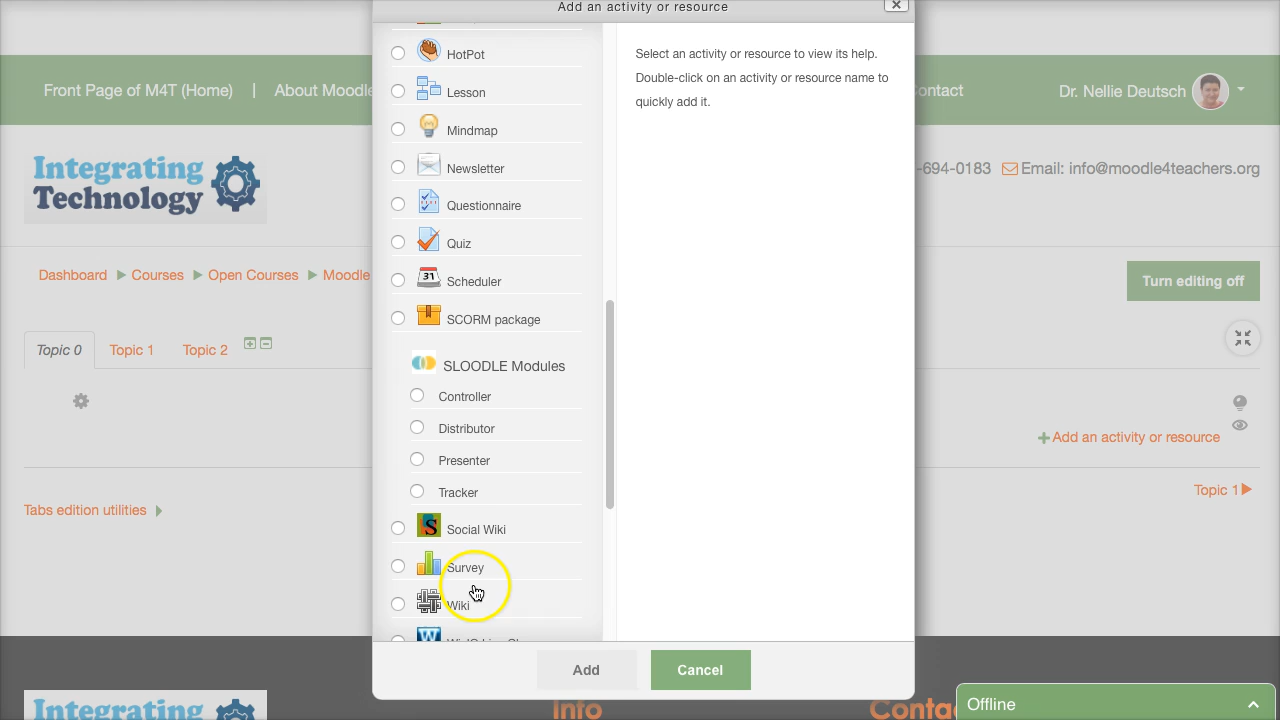 Add an activity or resource
Front Page of M4T (Home) | About Moodle
ontact
Dr. Nellie Deutsch
Integrating
Technology
-694-0183 Email: info@moodle4teachers.org
Dashboard Courses Open Courses Moodle
Turn editing off
Topic 0 Topic 1 Topic 2
Add an activity or resource
Topic 1
Tabs edition utilities
HotPot
Lesson
Mindmap
Newsletter
Questionnaire
Quiz
31
Scheduler
SCORM package
SLOODLE Modules
Controller
Distributor
Presenter
Tracker
S
Social Wiki
Survey
Wiki
W
Select an activity or resource to view its help.
Double-click on an activity or resource name to
quickly add it.
Add
Cancel
Integrating
Info
Conta
Offline